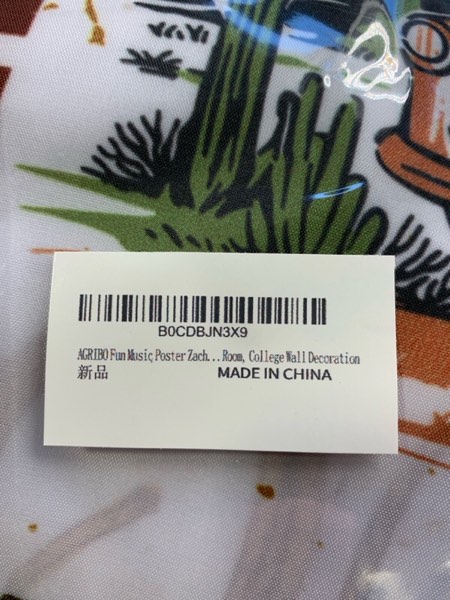 B0CDBJN3X9
AGRIBO Fun Music Poster Zach...Room, College Wall Decoration
新品
MADE IN CHINA